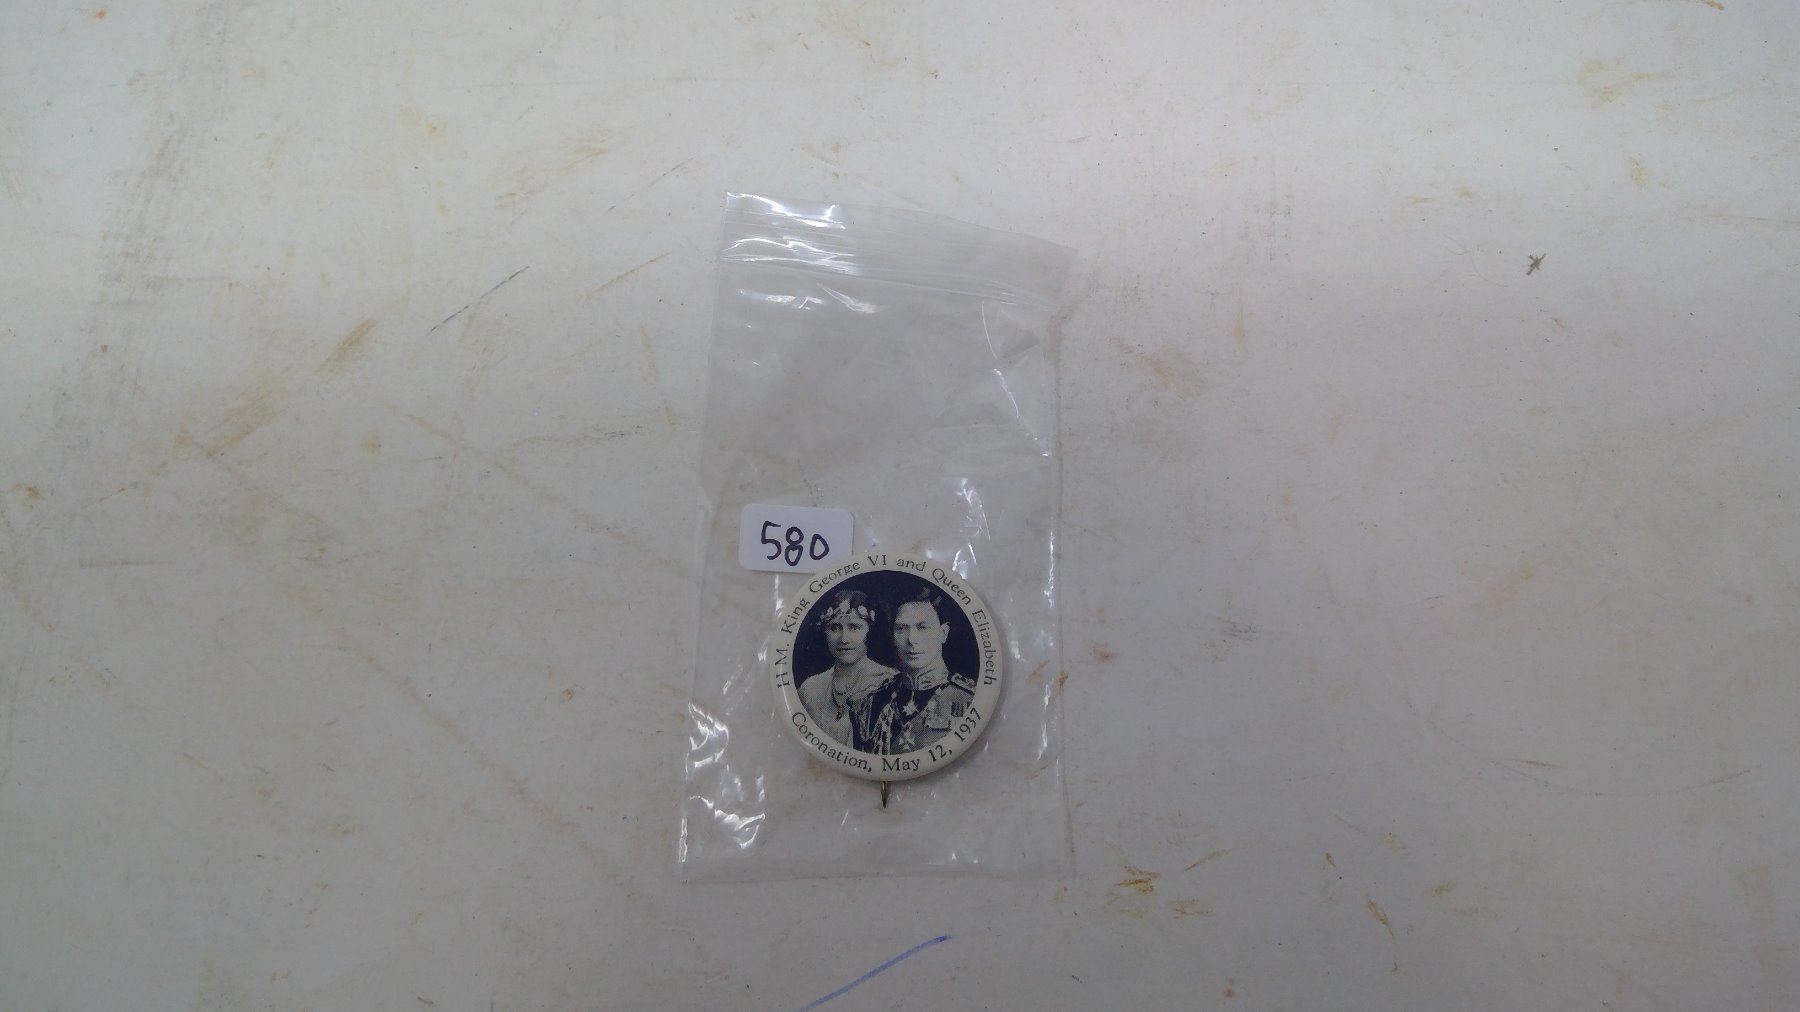 580
H.M. King George VI and Queen Elizabeth
Coronation, May 12, 1937